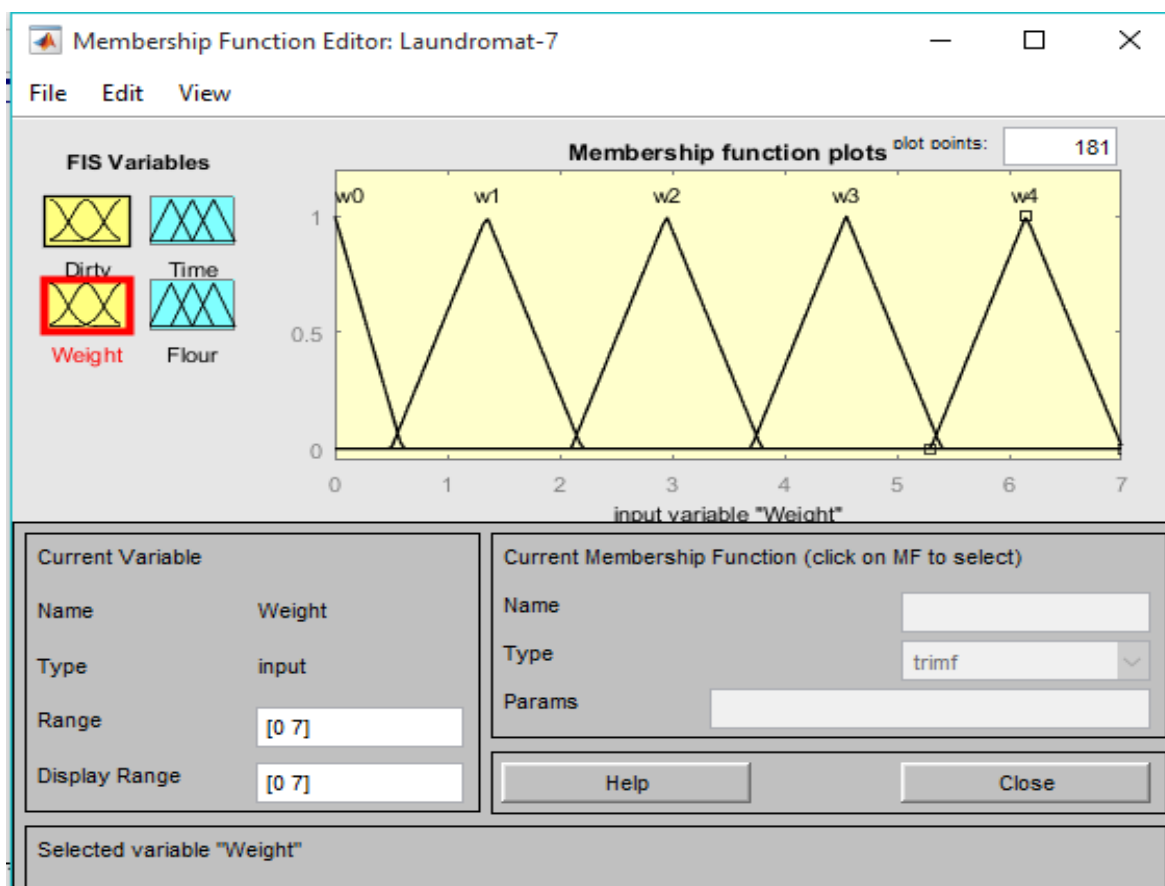 Membership Function Editor: Laundromat-7
File Edit View
FIS Variables
Membership function plots
plot points:
181
Dirty
Time
Weight
Flour
w0 w1 w2 w3 w4
1
0.5
0
0 1 2 3 4 5 6 7
input variable "Weight"
Current Variable
Name Weight
Type input
Range [0 7]
Display Range [0 7]
Current Membership Function (click on MF to select)
Name
Type trimf
Params
Help Close
Selected variable "Weight"